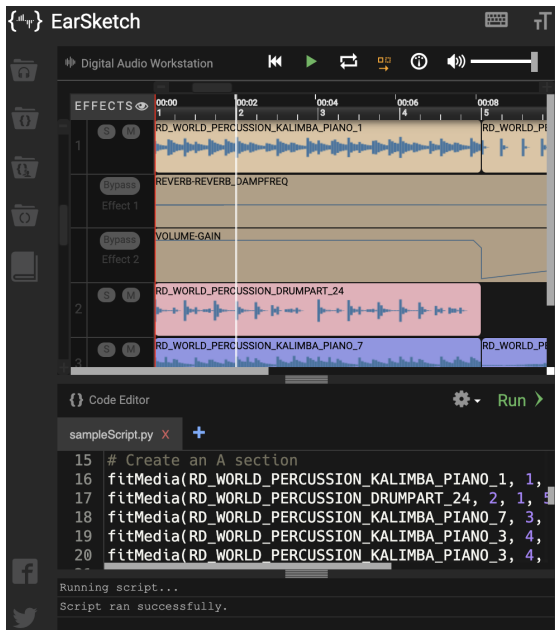 EarSketch
TT
Digital Audio Workstation
EFFECTS
00:00 00:02 00:04 00:06 00:08
1 2 3 4 5
1 S M RD_WORLD_PERCUSSION_KALIMBA_PIANO_1 RD_WORLD_P
Bypass REVERB-REVERB_DAMPFREQ
Effect 1
Bypass VOLUME-GAIN
Effect 2
2 S M RD_WORLD_PERCUSSION_DRUMPART_24
3 S M RD_WORLD_PERCUSSION_KALIMBA_PIANO_7 RD_WORLD_PE
{} Code Editor
Run
sampleScript.py X +
15 # Create an A section
16 fitMedia(RD_WORLD_PERCUSSION_KALIMBA_PIANO_1, 1,
17 fitMedia(RD_WORLD_PERCUSSION_DRUMPART_24, 2, 1, 5
18 fitMedia(RD_WORLD_PERCUSSION_KALIMBA_PIANO_7, 3,
19 fitMedia(RD_WORLD_PERCUSSION_KALIMBA_PIANO_3, 4,
20 fitMedia(RD_WORLD_PERCUSSION_KALIMBA_PIANO_3, 4,
Running script...
Script ran successfully.